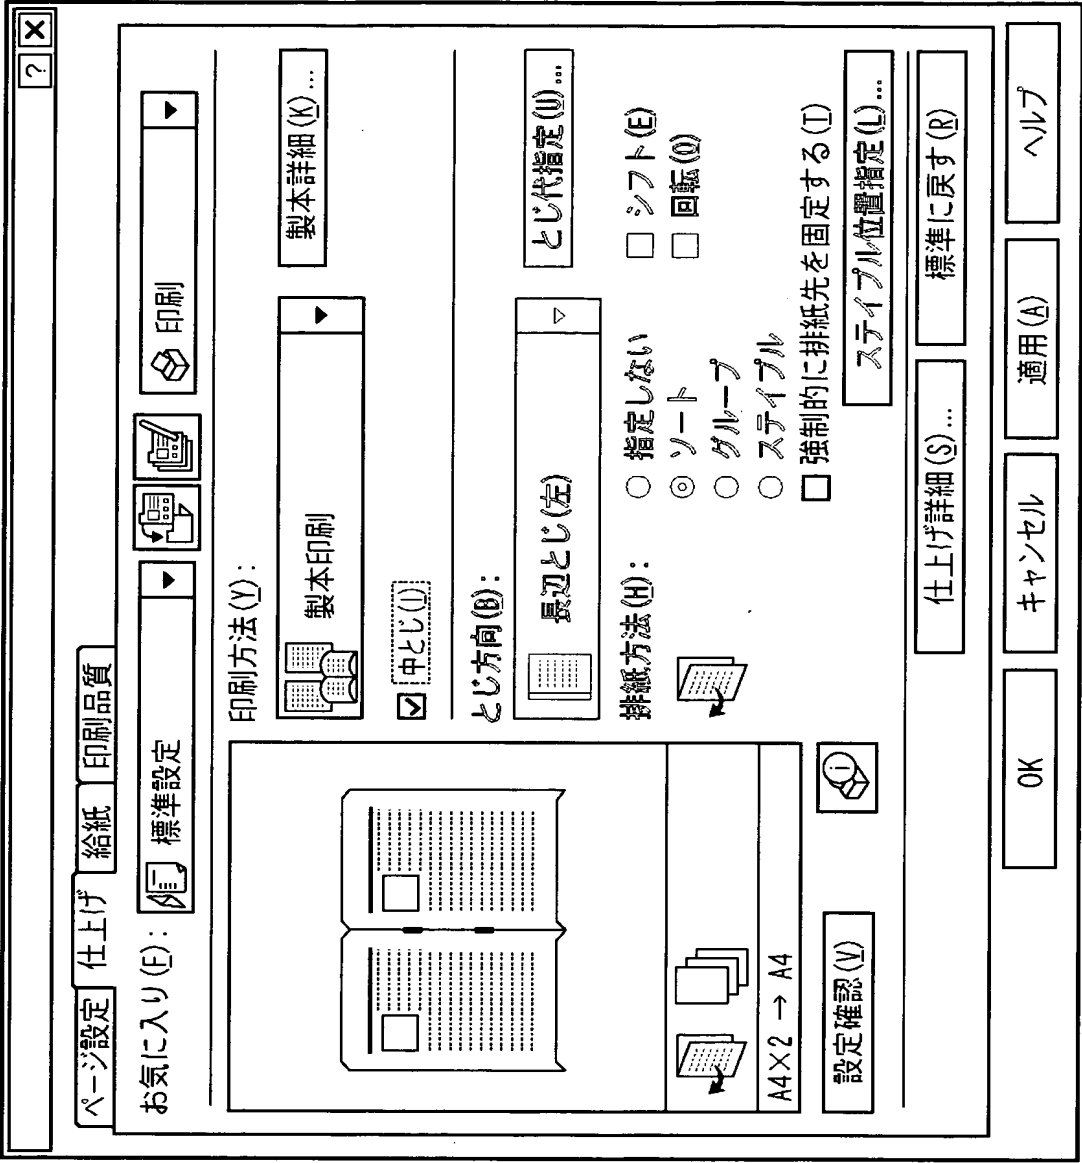 ? ×
ページ設定 仕上げ 給紙 印刷品質
お気に入り(F): 標準設定 印刷
印刷方法(Y):
製本印刷 製本詳細(K)...
中とじ(J)
とじ方向(B):
長辺とじ(左) とじ代指定(U)...
排紙方法(H):
指定しない シフト(E)
ソート 回転(O)
グループ
ステイプル
強制的に排紙先を固定する(T)
ステイプル位置指定(L)...
A4×2 → A4
設定確認(V)
仕上げ詳細(S)... 標準に戻す(R)
OK キャンセル 適用(A) ヘルプ